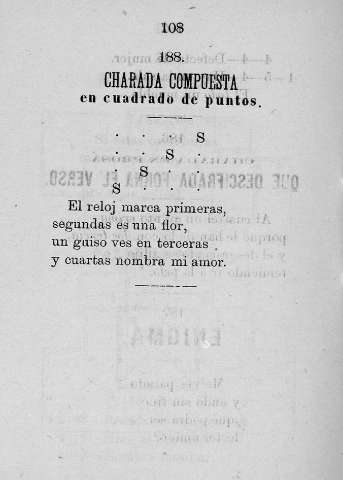 108
188.
CHARADA COMPUESTA
en cuadrado de puntos.
. . . S
. . S .
. S . .
S . . .
El reloj marca primeras,
segundas es una flor,
un guiso ves en terceras
y cuartas nombra mi amor.